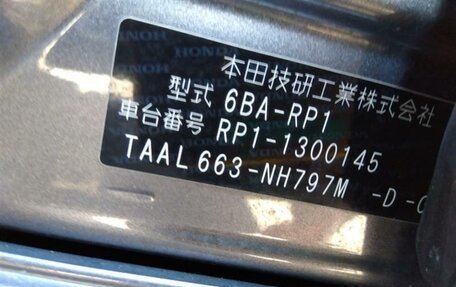 本田技研工業株式会社
型式 6BA-RP1
車台番号 RP1-1300145
TAAL 663-NH797M -D -